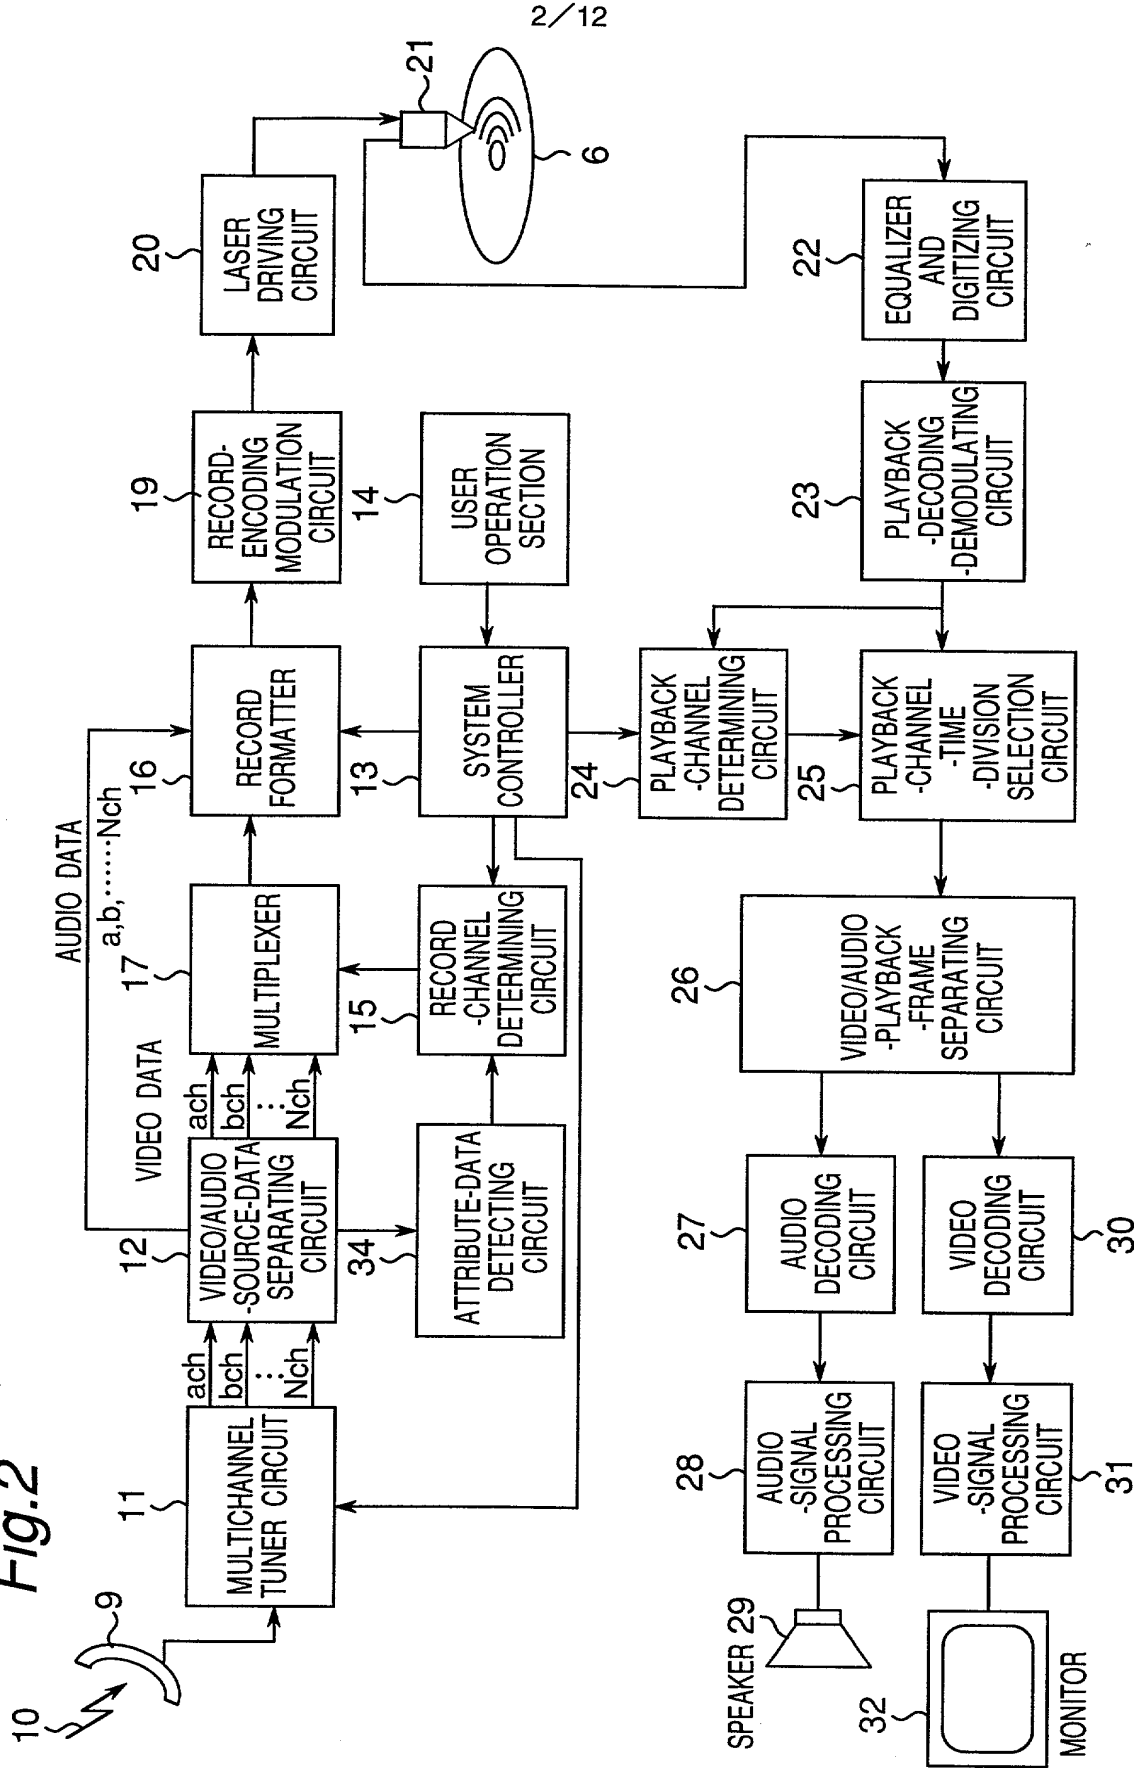 2/12
Fig.2
10
9
11
MULTICHANNEL
TUNER CIRCUIT
ach
bch
Nch
12
VIDEO/AUDIO
-SOURCE-DATA
SEPARATING
CIRCUIT
AUDIO DATA
a,b,......Nch
VIDEO DATA
ach
bch
Nch
17
MULTIPLEXER
16
RECORD
FORMATTER
19
RECORD-
ENCODING
MODULATION
CIRCUIT
20
LASER
DRIVING
CIRCUIT
21
6
34
ATTRIBUTE-DATA
DETECTING
CIRCUIT
15
RECORD
-CHANNEL
DETERMINING
CIRCUIT
13
SYSTEM
CONTROLLER
14
USER
OPERATION
SECTION
24
PLAYBACK
-CHANNEL
DETERMINING
CIRCUIT
22
EQUALIZER
AND
DIGITIZING
CIRCUIT
23
PLAYBACK
-DECODING
-DEMODULATING
CIRCUIT
25
PLAYBACK
-CHANNEL
-TIME
-DIVISION
SELECTION
CIRCUIT
26
VIDEO/AUDIO
-PLAYBACK
-FRAME
SEPARATING
CIRCUIT
27
AUDIO
DECODING
CIRCUIT
28
AUDIO
-SIGNAL
PROCESSING
CIRCUIT
SPEAKER 29
VIDEO
DECODING
CIRCUIT
30
VIDEO
-SIGNAL
PROCESSING
CIRCUIT
31
32
MONITOR